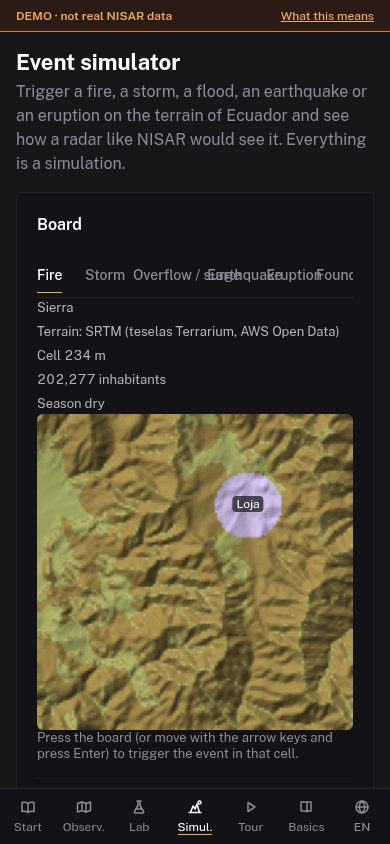 DEMO · not real NISAR data
What this means
Event simulator
Trigger a fire, a storm, a flood, an earthquake or
an eruption on the terrain of Ecuador and see
how a radar like NISAR would see it. Everything
is a simulation.
Board
Fire Storm Overflow / surge Earthquake Eruption
Sierra
Terrain: SRTM (teselas Terrarium, AWS Open Data)
Cell 234 m
202,277 inhabitants
Season dry
Loja
Press the board (or move with the arrow keys and
press Enter) to trigger the event in that cell.
Start Observ. Lab Simul. Tour Basics EN